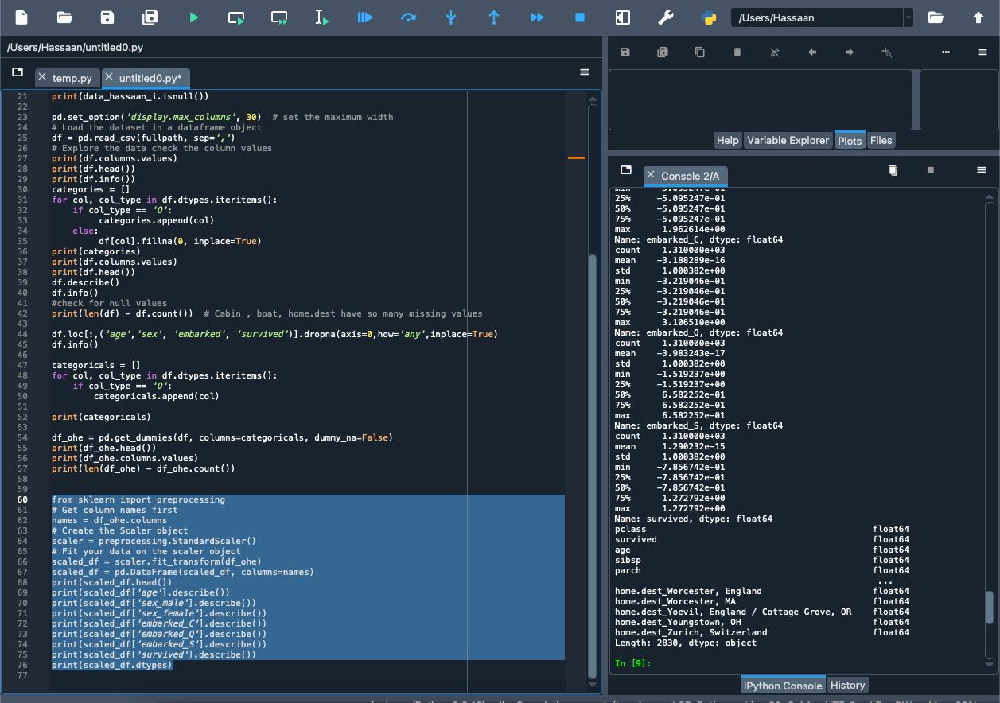 /Users/Hassaan
/Users/Hassaan/untitled0.py
temp.py
untitled0.py*
21 print(data_hassaan_i.isnull())
22
23 pd.set_option('display.max_columns', 30)  # set the maximum width
24 # Load the dataset in a dataframe object
25 df = pd.read_csv(fullpath, sep=',')
26 # Explore the data check the column values
27 print(df.columns.values)
28 print(df.head())
29 print(df.info())
30 categories = []
31 for col, col_type in df.dtypes.iteritems():
32     if col_type == 'O':
33         categories.append(col)
34     else:
35         df[col].fillna(0, inplace=True)
36 print(categories)
37 print(df.columns.values)
38 print(df.head())
39 df.describe()
40 df.info()
41 #check for null values
42 print(len(df) - df.count())  # Cabin , boat, home.dest have so many missing values
43
44 df.loc[:,('age','sex', 'embarked', 'survived')].dropna(axis=0,how='any',inplace=True)
45 df.info()
46
47 categoricals = []
48 for col, col_type in df.dtypes.iteritems():
49     if col_type == 'O':
50         categoricals.append(col)
51
52 print(categoricals)
53
54 df_ohe = pd.get_dummies(df, columns=categoricals, dummy_na=False)
55 print(df_ohe.head())
56 print(df_ohe.columns.values)
57 print(len(df_ohe) - df_ohe.count())
58
59
60 from sklearn import preprocessing
61 # Get column names first
62 names = df_ohe.columns
63 # Create the Scaler object
64 scaler = preprocessing.StandardScaler()
65 # Fit your data on the scaler object
66 scaled_df = scaler.fit_transform(df_ohe)
67 scaled_df = pd.DataFrame(scaled_df, columns=names)
68 print(scaled_df.head())
69 print(scaled_df['age'].describe())
70 print(scaled_df['sex_male'].describe())
71 print(scaled_df['sex_female'].describe())
72 print(scaled_df['embarked_C'].describe())
73 print(scaled_df['embarked_Q'].describe())
74 print(scaled_df['embarked_S'].describe())
75 print(scaled_df['survived'].describe())
76 print(scaled_df.dtypes)
77
Help
Variable Explorer
Plots
Files
Console 2/A
25% -5.095247e-01
50% -5.095247e-01
75% -5.095247e-01
max 1.962614e+00
Name: embarked_C, dtype: float64
count 1.310000e+03
mean -3.188289e-16
std 1.000382e+00
min -3.219046e-01
25% -3.219046e-01
50% -3.219046e-01
75% -3.219046e-01
max 3.106510e+00
Name: embarked_Q, dtype: float64
count 1.310000e+03
mean -3.983243e-17
std 1.000382e+00
min -1.519237e+00
25% -1.519237e+00
50% 6.582252e-01
75% 6.582252e-01
max 6.582252e-01
Name: embarked_S, dtype: float64
count 1.310000e+03
mean 1.290232e-15
std 1.000382e+00
min -7.856742e-01
25% -7.856742e-01
50% -7.856742e-01
75% 1.272792e+00
max 1.272792e+00
Name: survived, dtype: float64
pclass float64
survived float64
age float64
sibsp float64
parch float64
...
home.dest_Worcester, England float64
home.dest_Worcester, MA float64
home.dest_Yoevil, England / Cottage Grove, OR float64
home.dest_Youngstown, OH float64
home.dest_Zurich, Switzerland float64
Length: 2830, dtype: object
In [9]:
IPython Console
History